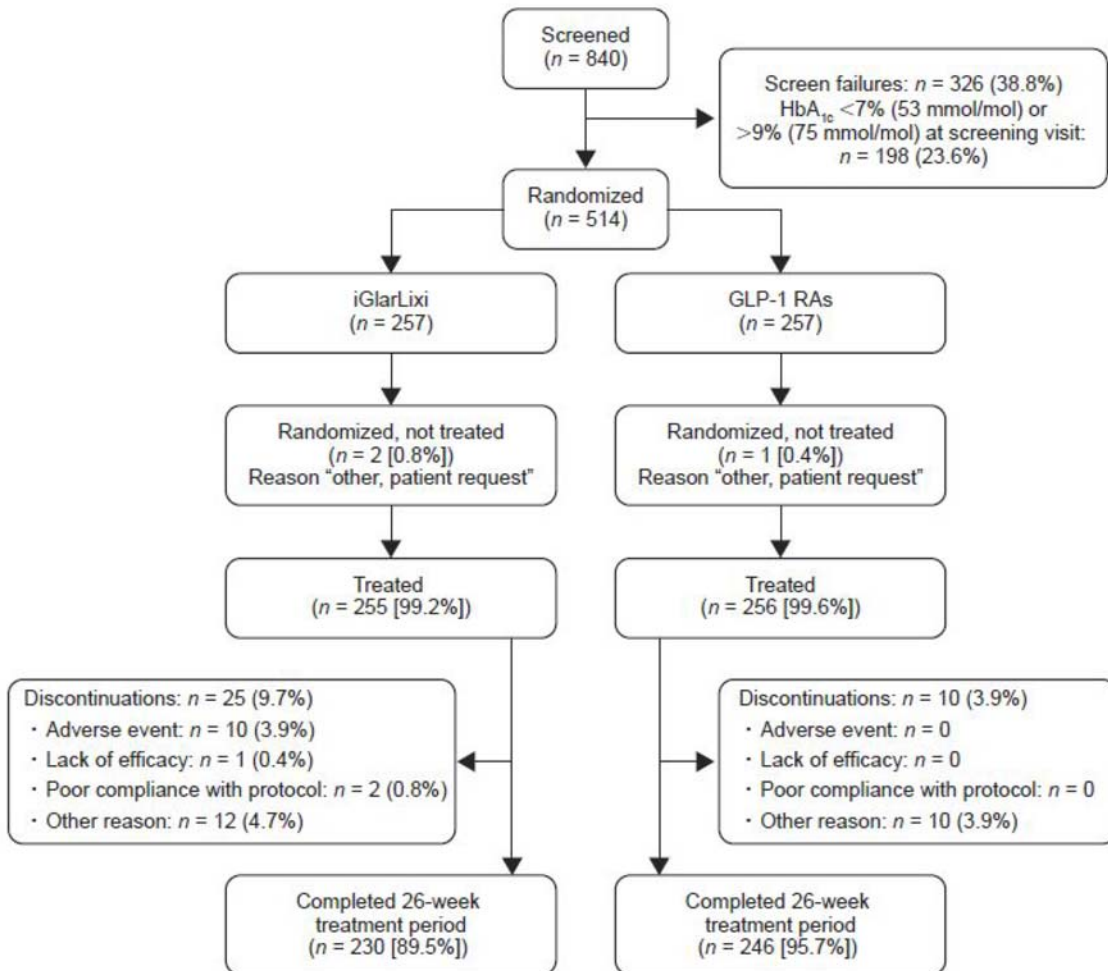 Screened
(n = 840)
Screen failures: n = 326 (38.8%)
HbA1c <7% (53 mmol/mol) or
>9% (75 mmol/mol) at screening visit:
n = 198 (23.6%)
Randomized
(n = 514)
iGlarLixi
(n = 257)
GLP-1 RAs
(n = 257)
Randomized, not treated
(n = 2 [0.8%])
Reason “other, patient request”
Randomized, not treated
(n = 1 [0.4%])
Reason “other, patient request”
Treated
(n = 255 [99.2%])
Treated
(n = 256 [99.6%])
Discontinuations: n = 25 (9.7%)
· Adverse event: n = 10 (3.9%)
· Lack of efficacy: n = 1 (0.4%)
· Poor compliance with protocol: n = 2 (0.8%)
· Other reason: n = 12 (4.7%)
Discontinuations: n = 10 (3.9%)
· Adverse event: n = 0
· Lack of efficacy: n = 0
· Poor compliance with protocol: n = 0
· Other reason: n = 10 (3.9%)
Completed 26-week
treatment period
(n = 230 [89.5%])
Completed 26-week
treatment period
(n = 246 [95.7%])